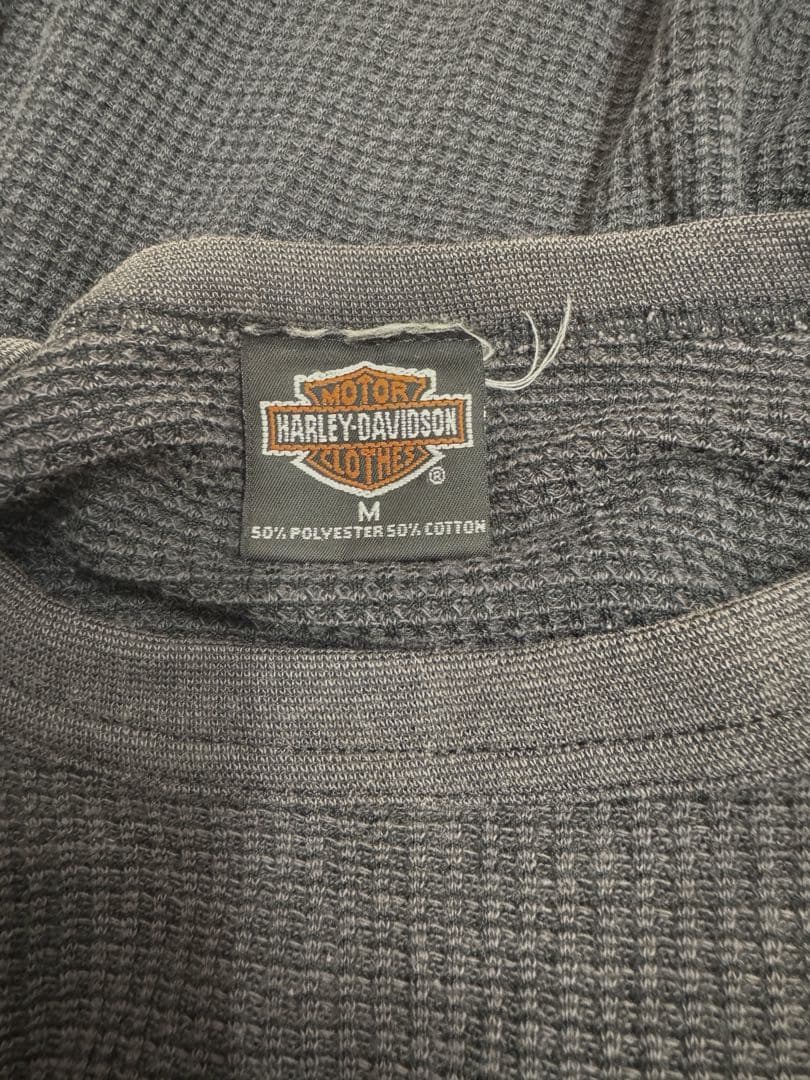 MOTOR
HARLEY-DAVIDSON
CLOTHES
®
M
50% POLYESTER 50% COTTON